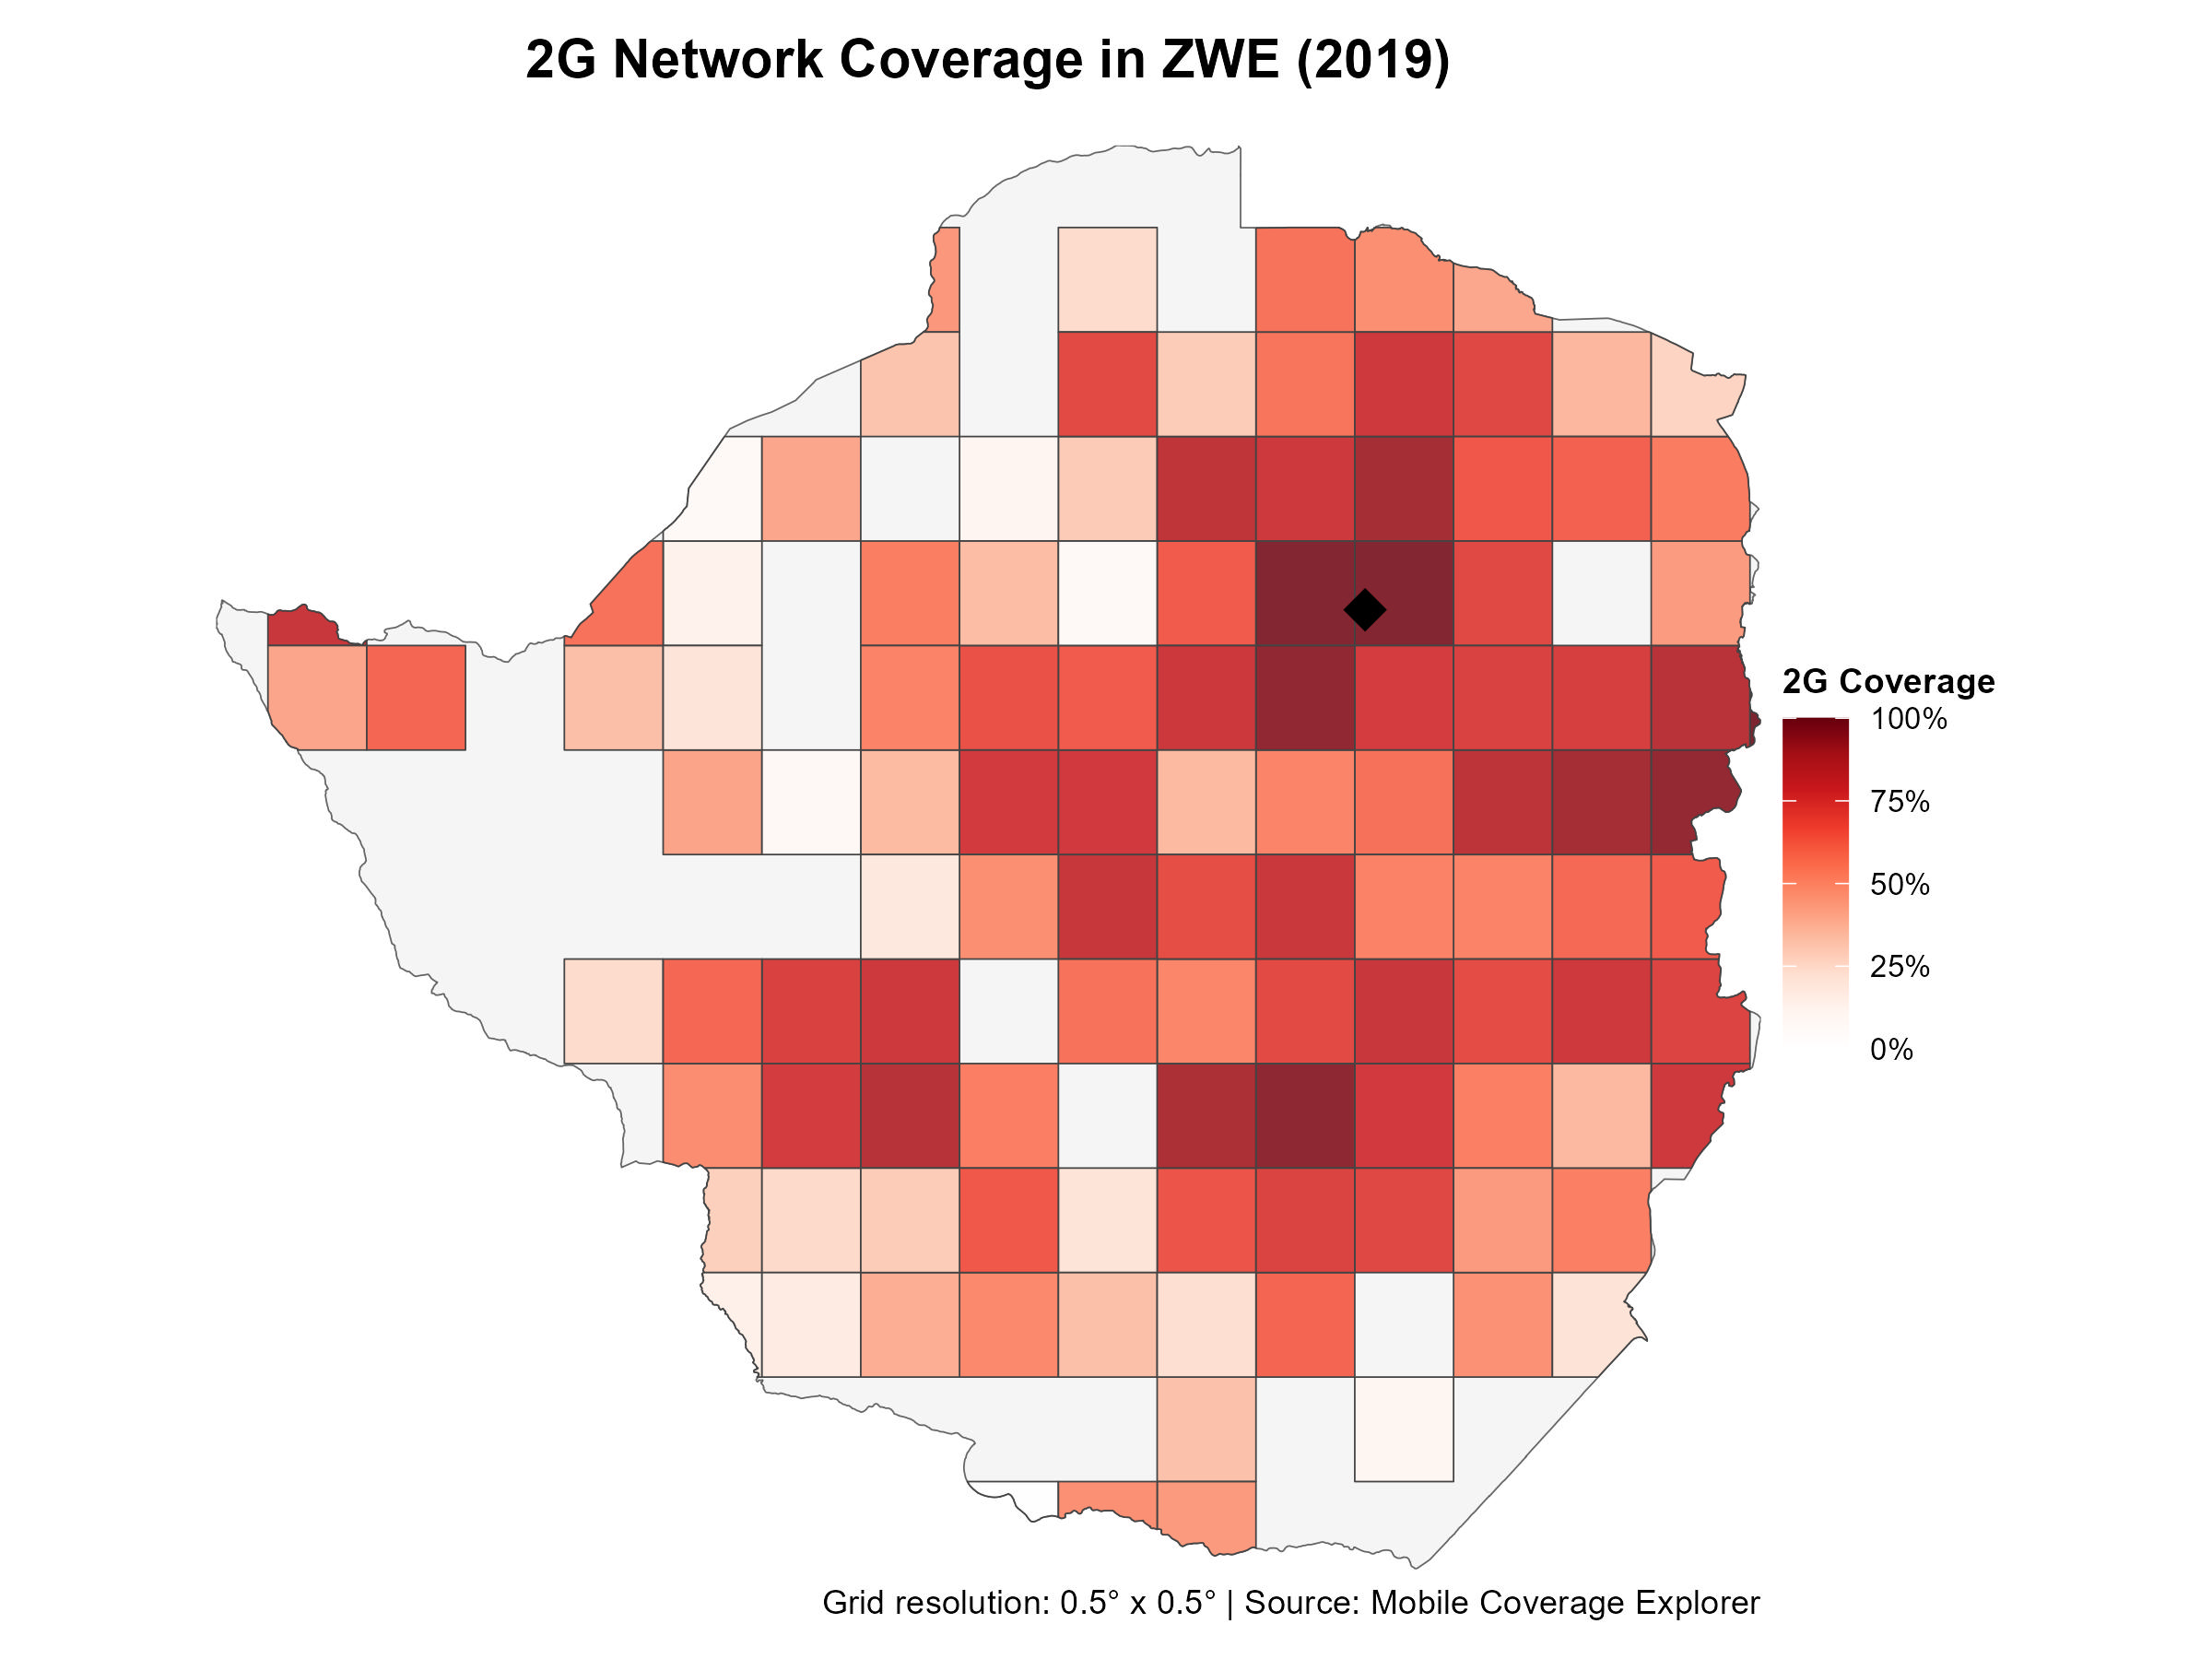 2G Network Coverage in ZWE (2019)
2G Coverage
100%
75%
50%
25%
0%
Grid resolution: 0.5° x 0.5° | Source: Mobile Coverage Explorer